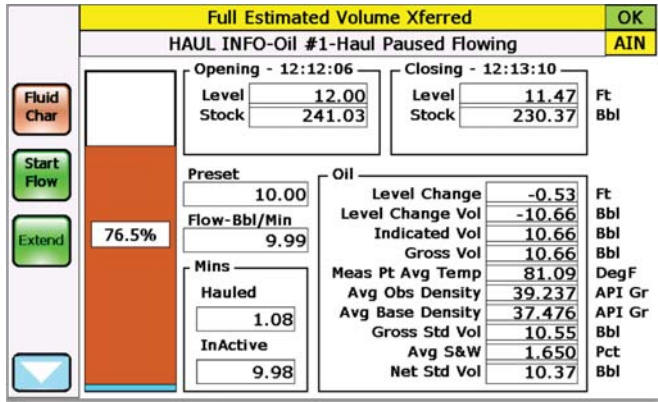 Full Estimated Volume Xferred OK
HAUL INFO-Oil #1-Haul Paused Flowing AIN
Fluid Char
Start Flow
Extend
76.5%
Opening - 12:12:06
Level 12.00
Stock 241.03
Closing - 12:13:10
Level 11.47 Ft
Stock 230.37 Bbl
Preset
10.00
Flow-Bbl/Min
9.99
Mins
Hauled
1.08
InActive
9.98
Oil
Level Change -0.53 Ft
Level Change Vol -10.66 Bbl
Indicated Vol 10.66 Bbl
Gross Vol 10.66 Bbl
Meas Pt Avg Temp 81.09 DegF
Avg Obs Density 39.237 API Gr
Avg Base Density 37.476 API Gr
Gross Std Vol 10.55 Bbl
Avg S&W 1.650 Pct
Net Std Vol 10.37 Bbl